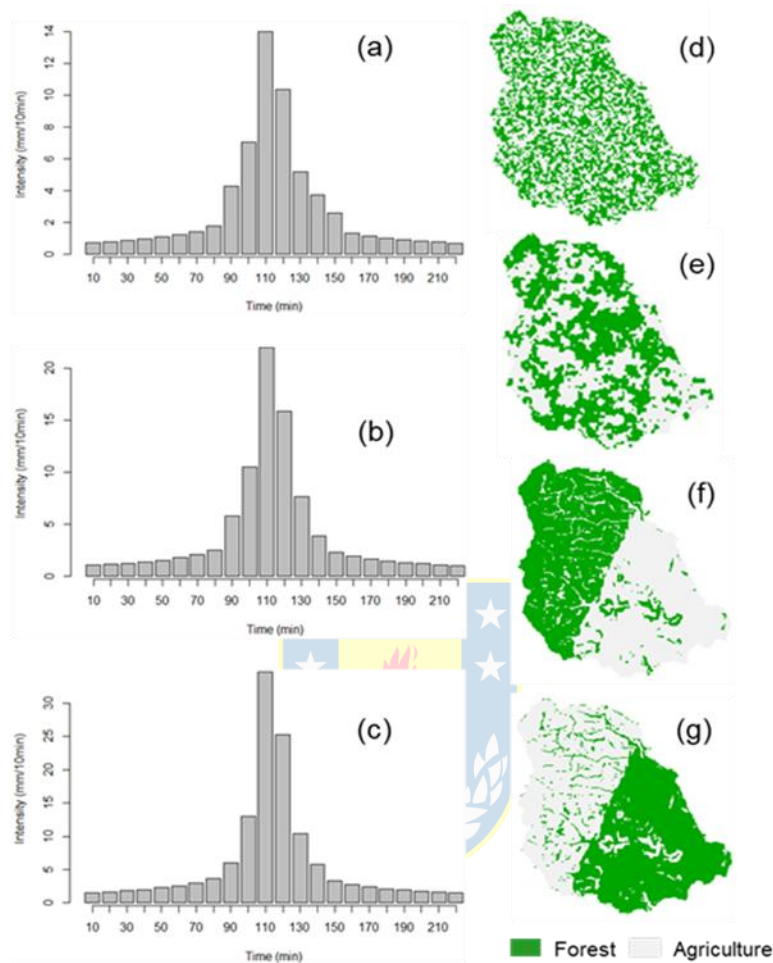 (a)
14
12
10
8
6
4
2
0
Intensity (mm/10min)
10 30 50 70 90 110 130 150 170 190 210
Time (min)
(b)
20
15
10
5
0
Intensity (mm/10min)
10 30 50 70 90 110 130 150 170 190 210
Time (min)
(c)
30
25
20
15
10
5
0
Intensity (mm/10min)
10 30 50 70 90 110 130 150 170 190 210
Time (min)
(d)
(e)
(f)
(g)
Forest Agriculture